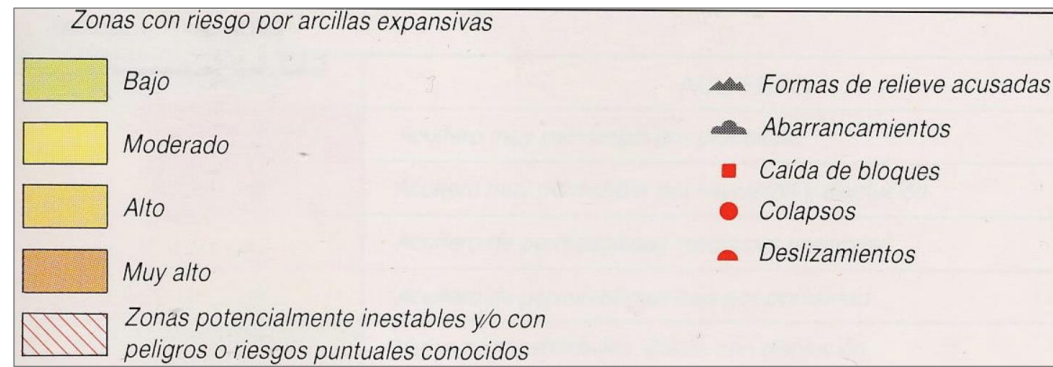 Zonas con riesgo por arcillas expansivas
Bajo
Moderado
Alto
Muy alto
Zonas potencialmente inestables y/o con
peligros o riesgos puntuales conocidos
Formas de relieve acusadas
Abarrancamientos
Caída de bloques
Colapsos
Deslizamientos